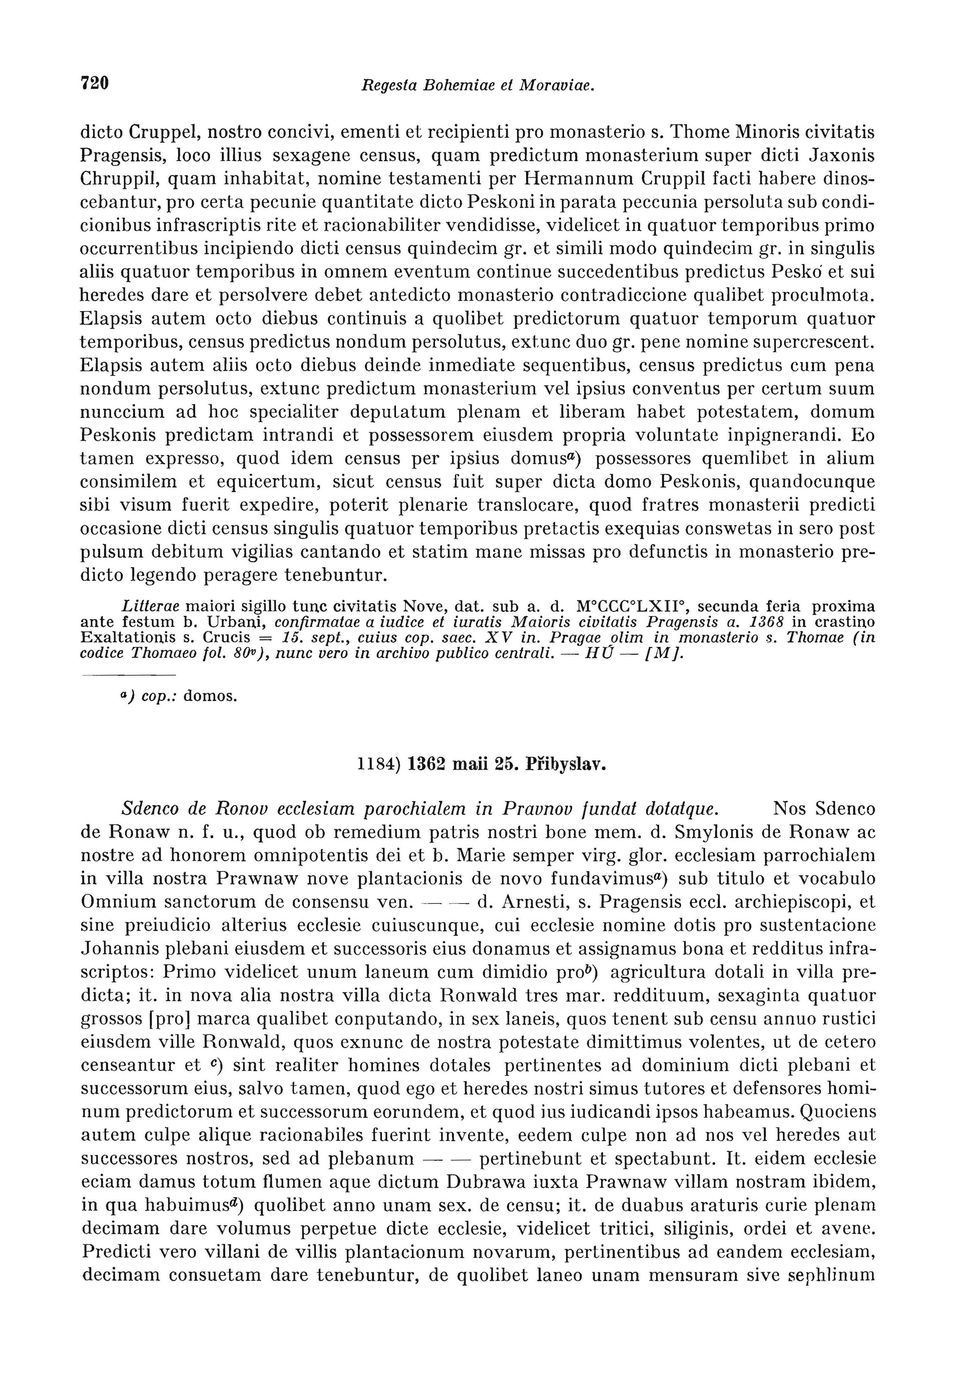 720 Regesta Bohemiae et Moraviae.
dicto Cruppel, nostro concivi, ementi et recipienti pro monasterio s. Thome Minoris civitatis
Pragensis, loco illius sexagene census, quam predictum monasterium super dicti Jaxonis
Chruppil, quam inhabitat, nomine testamenti per Hermannum Cruppil facti habere dinos-
cebantur, pro certa pecunie quantitate dicto Peskoni in parata peccunia persoluta sub condi-
cionibus infrascriptis rite et racionabiliter vendidisse, videlicet in quatuor temporibus primo
occurrentibus incipiendo dicti census quindecim gr. et simili modo quindecim gr. in singulis
aliis quatuor temporibus in omnem eventum continue succedentibus predictus Pesko et sui
heredes dare et persolvere debet antedicto monasterio contradiccione qualibet proculmota.
Elapsis autem octo diebus continuis a quolibet predictorum quatuor temporum quatuor
temporibus, census predictus nondum persolutus, extunc duo gr. pene nomine supercrescent.
Elapsis autem aliis octo diebus deinde inmediate sequentibus, census predictus cum pena
nondum persolutus, extunc predictum monasterium vel ipsius conventus per certum suum
nunccium ad hoc specialiter deputatum plenam et liberam habet potestatem, domum
Peskonis predictam intrandi et possessorem eiusdem propria voluntate inpignerandi. Eo
tamen expresso, quod idem census per ipsius domusᵃ) possessores quemlibet in alium
consimilem et equicertum, sicut census fuit super dicta domo Peskonis, quandocunque
sibi visum fuerit expedire, poterit plenarie translocare, quod fratres monasterii predicti
occasione dicti census singulis quatuor temporibus pretactis exequias conswetas in sero post
pulsum debitum vigilias cantando et statim mane missas pro defunctis in monasterio pre-
dicto legendo peragere tenebuntur.
Litterae maiori sigillo tunc civitatis Nove, dat. sub a. d. M°CCC°LXII°, secunda feria proxima
ante festum b. Urbani, confirmatae a iudice et iuratis Maioris civitatis Pragensis a. 1368 in crastino
Exaltationis s. Crucis = 15. sept., cuius cop. saec. XV in. Pragae olim in monasterio s. Thomae (in
codice Thomaeo fol. 80ᵛ), nunc vero in archivo publico centrali. — HÚ — [M].
ᵃ) cop.: domos.
1184) 1362 maii 25. Přibyslav.
Sdenco de Ronov ecclesiam parochialem in Pravnov fundat dotatque. Nos Sdenco
de Ronaw n. f. u., quod ob remedium patris nostri bone mem. d. Smylonis de Ronaw ac
nostre ad honorem omnipotentis dei et b. Marie semper virg. glor. ecclesiam parrochialem
in villa nostra Prawnaw nove plantacionis de novo fundavimusᵃ) sub titulo et vocabulo
Omnium sanctorum de consensu ven. — — d. Arnesti, s. Pragensis eccl. archiepiscopi, et
sine preiudicio alterius ecclesie cuiuscunque, cui ecclesie nomine dotis pro sustentacione
Johannis plebani eiusdem et successoris eius donamus et assignamus bona et redditus infra-
scriptos: Primo videlicet unum laneum cum dimidio proᵇ) agricultura dotali in villa pre-
dicta; it. in nova alia nostra villa dicta Ronwald tres mar. reddituum, sexaginta quatuor
grossos [pro] marca qualibet conputando, in sex laneis, quos tenent sub censu annuo rustici
eiusdem ville Ronwald, quos exnunc de nostra potestate dimittimus volentes, ut de cetero
censeantur et ᶜ) sint realiter homines dotales pertinentes ad dominium dicti plebani et
successorum eius, salvo tamen, quod ego et heredes nostri simus tutores et defensores homi-
num predictorum et successorum eorundem, et quod ius iudicandi ipsos habeamus. Quociens
autem culpe alique racionabiles fuerint invente, eedem culpe non ad nos vel heredes aut
successores nostros, sed ad plebanum — — pertinebunt et spectabunt. It. eidem ecclesie
eciam damus totum flumen aque dictum Dubrawa iuxta Prawnaw villam nostram ibidem,
in qua habuimusᵈ) quolibet anno unam sex. de censu; it. de duabus araturis curie plenam
decimam dare volumus perpetue dicte ecclesie, videlicet tritici, siliginis, ordei et avene.
Predicti vero villani de villis plantacionum novarum, pertinentibus ad eandem ecclesiam,
decimam consuetam dare tenebuntur, de quolibet laneo unam mensuram sive sephlinum